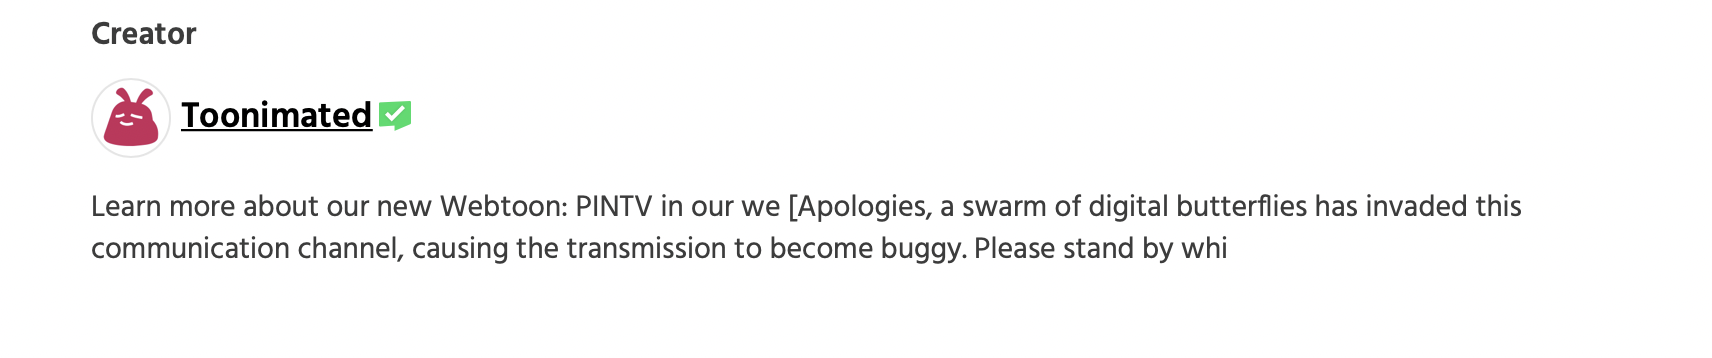 Creator
Toonimated
Learn more about our new Webtoon: PINTV in our we [Apologies, a swarm of digital butterflies has invaded this
communication channel, causing the transmission to become buggy. Please stand by whi